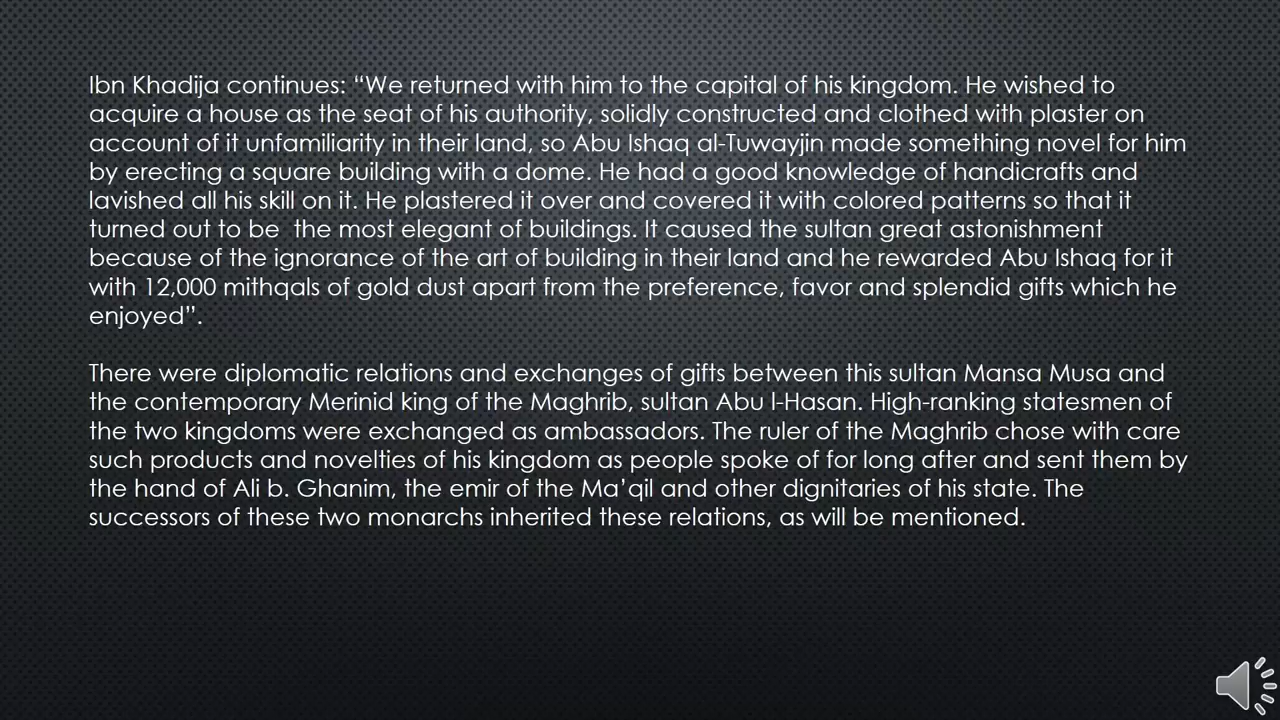 Ibn Khadija continues: “We returned with him to the capital of his kingdom. He wished to
acquire a house as the seat of his authority, solidly constructed and clothed with plaster on
account of it unfamiliarity in their land, so Abu Ishaq al-Tuwayjin made something novel for him
by erecting a square building with a dome. He had a good knowledge of handicrafts and
lavished all his skill on it. He plastered it over and covered it with colored patterns so that it
turned out to be  the most elegant of buildings. It caused the sultan great astonishment
because of the ignorance of the art of building in their land and he rewarded Abu Ishaq for it
with 12,000 mithqals of gold dust apart from the preference, favor and splendid gifts which he
enjoyed”.
There were diplomatic relations and exchanges of gifts between this sultan Mansa Musa and
the contemporary Merinid king of the Maghrib, sultan Abu l-Hasan. High-ranking statesmen of
the two kingdoms were exchanged as ambassadors. The ruler of the Maghrib chose with care
such products and novelties of his kingdom as people spoke of for long after and sent them by
the hand of Ali b. Ghanim, the emir of the Ma’qil and other dignitaries of his state. The
successors of these two monarchs inherited these relations, as will be mentioned.